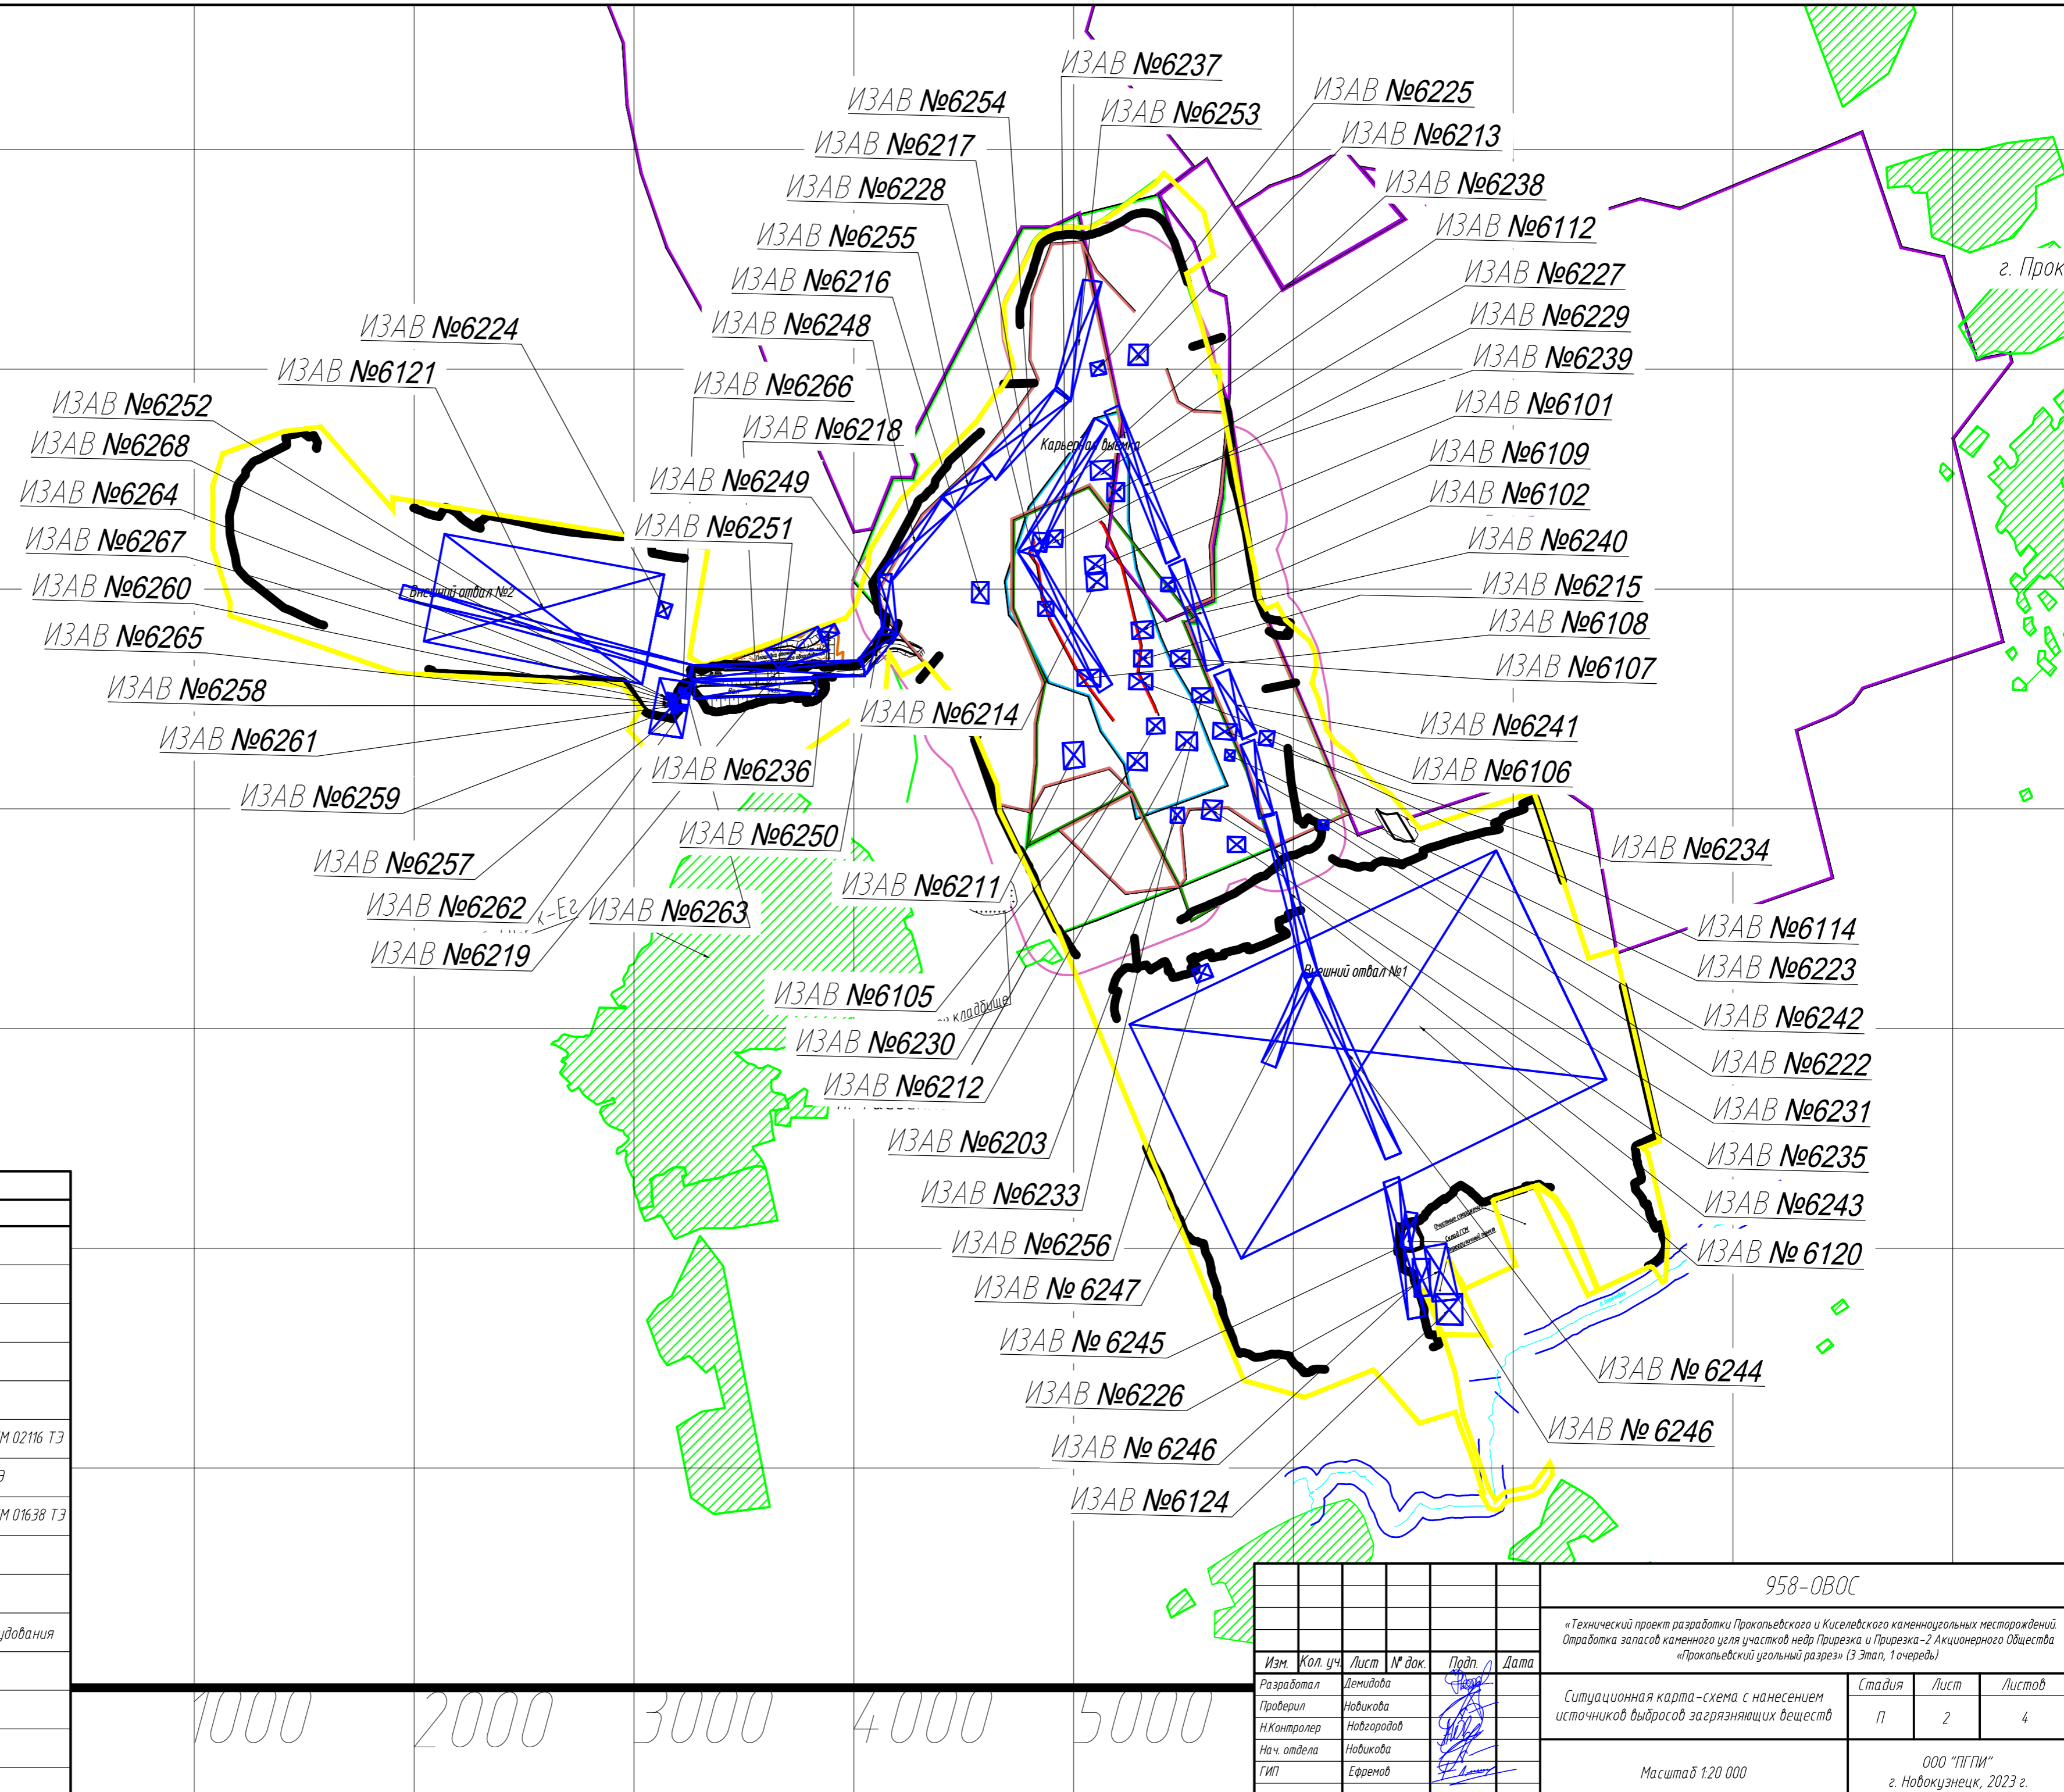 ИЗАВ №6237
ИЗАВ №6225
ИЗАВ №6254
ИЗАВ №6253
ИЗАВ №6213
ИЗАВ №6217
ИЗАВ №6238
ИЗАВ №6228
ИЗАВ №6112
ИЗАВ №6255
ИЗАВ №6227
г. Прок
ИЗАВ №6216
ИЗАВ №6229
ИЗАВ №6248
ИЗАВ №6224
ИЗАВ №6239
ИЗАВ №6121
ИЗАВ №6266
ИЗАВ №6101
ИЗАВ №6252
ИЗАВ №6218
ИЗАВ №6268
Карьерная выемка
ИЗАВ №6109
ИЗАВ №6249
ИЗАВ №6264
ИЗАВ №6102
ИЗАВ №6251
ИЗАВ №6267
ИЗАВ №6240
ИЗАВ №6260
Внешний отвал №2
ИЗАВ №6215
ИЗАВ №6265
ИЗАВ №6108
ИЗАВ №6107
ИЗАВ №6258
ИЗАВ №6214
ИЗАВ №6241
ИЗАВ №6261
ИЗАВ №6236
ИЗАВ №6106
ИЗАВ №6259
ИЗАВ №6250
ИЗАВ №6234
ИЗАВ №6257
ИЗАВ №6211
ИЗАВ №6262
к-Ег
ИЗАВ №6263
ИЗАВ №6114
ИЗАВ №6219
ИЗАВ №6223
Внешний отвал №1
ИЗАВ №6105
кладбище
ИЗАВ №6242
ИЗАВ №6230
ИЗАВ №6222
ИЗАВ №6212
ИЗАВ №6231
ИЗАВ №6203
ИЗАВ №6235
ИЗАВ №6233
ИЗАВ №6243
Склад ГСМ
ИЗАВ №6256
ИЗАВ № 6120
ИЗАВ № 6247
ИЗАВ № 6245
ИЗАВ № 6244
ИЗАВ №6226
ИЗАВ № 6246
ИЗАВ № 6246
ИЗАВ №6124
М 02116 ТЭ
Э
М 01638 ТЭ
удования
1000 2000 3000 4000 5000
958-ОВОС
«Технический проект разработки Прокопьевского и Киселевского каменноугольных месторождений.
Отработка запасов каменного угля участков недр Прирезка и Прирезка-2 Акционерного Общества
«Прокопьевский угольный разрез» (3 Этап, 1 очередь)
Изм. Кол. уч. Лист № док. Подп. Дата
Разработал Демидова
Проверил Новикова
Н.Контролер Новгородов
Нач. отдела Новикова
ГИП Ефремов
Ситуационная карта-схема с нанесением
источников выбросов загрязняющих веществ
Стадия Лист Листов
П 2 4
Масштаб 1:20 000
ООО "ПГПИ"
г. Новокузнецк, 2023 г.